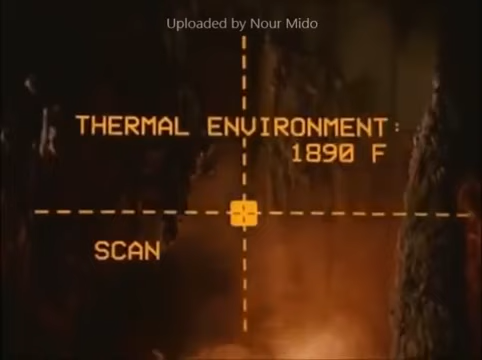 Uploaded by Nour Mido
THERMAL ENVIRONMENT:
1890 F
SCAN